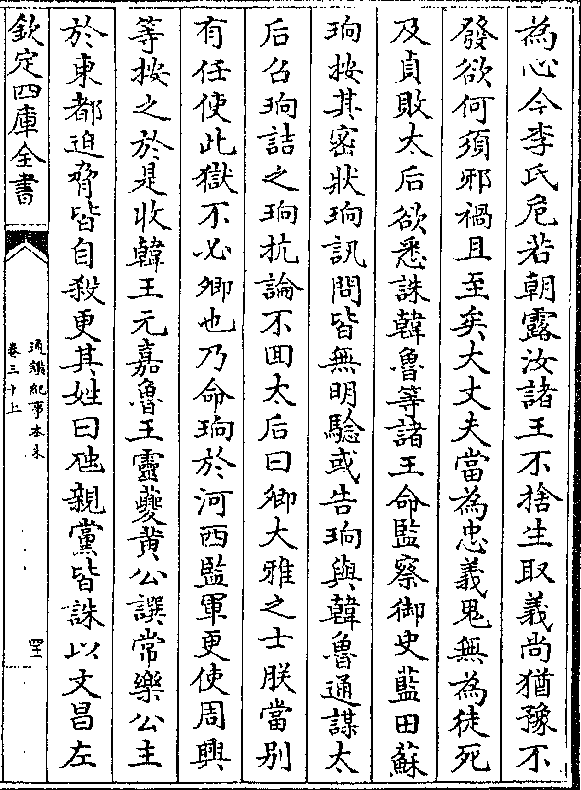 為心今李氏危若朝露汝諸王不捨生取義尚猶豫不
發欲何須邪禍且至矣大丈夫當為忠義鬼無為徒死
及貞敗太后欲悉誅韓魯等諸王命監察御史藍田蘇
珦按其密狀珦訊問皆無明驗或告珦與韓魯通謀太
后召珦詰之珦抗論不回太后曰卿大雅之士朕當别
有任使此獄不必卿也乃命珦於河西監軍更使周興
等按之於是收韓王元嘉魯王靈夔黄公譔常樂公主
於東都迫脅皆自殺更其姓曰虺親黨皆誅以文昌左
欽定四庫全書
通鑑紀事本末
卷三十上